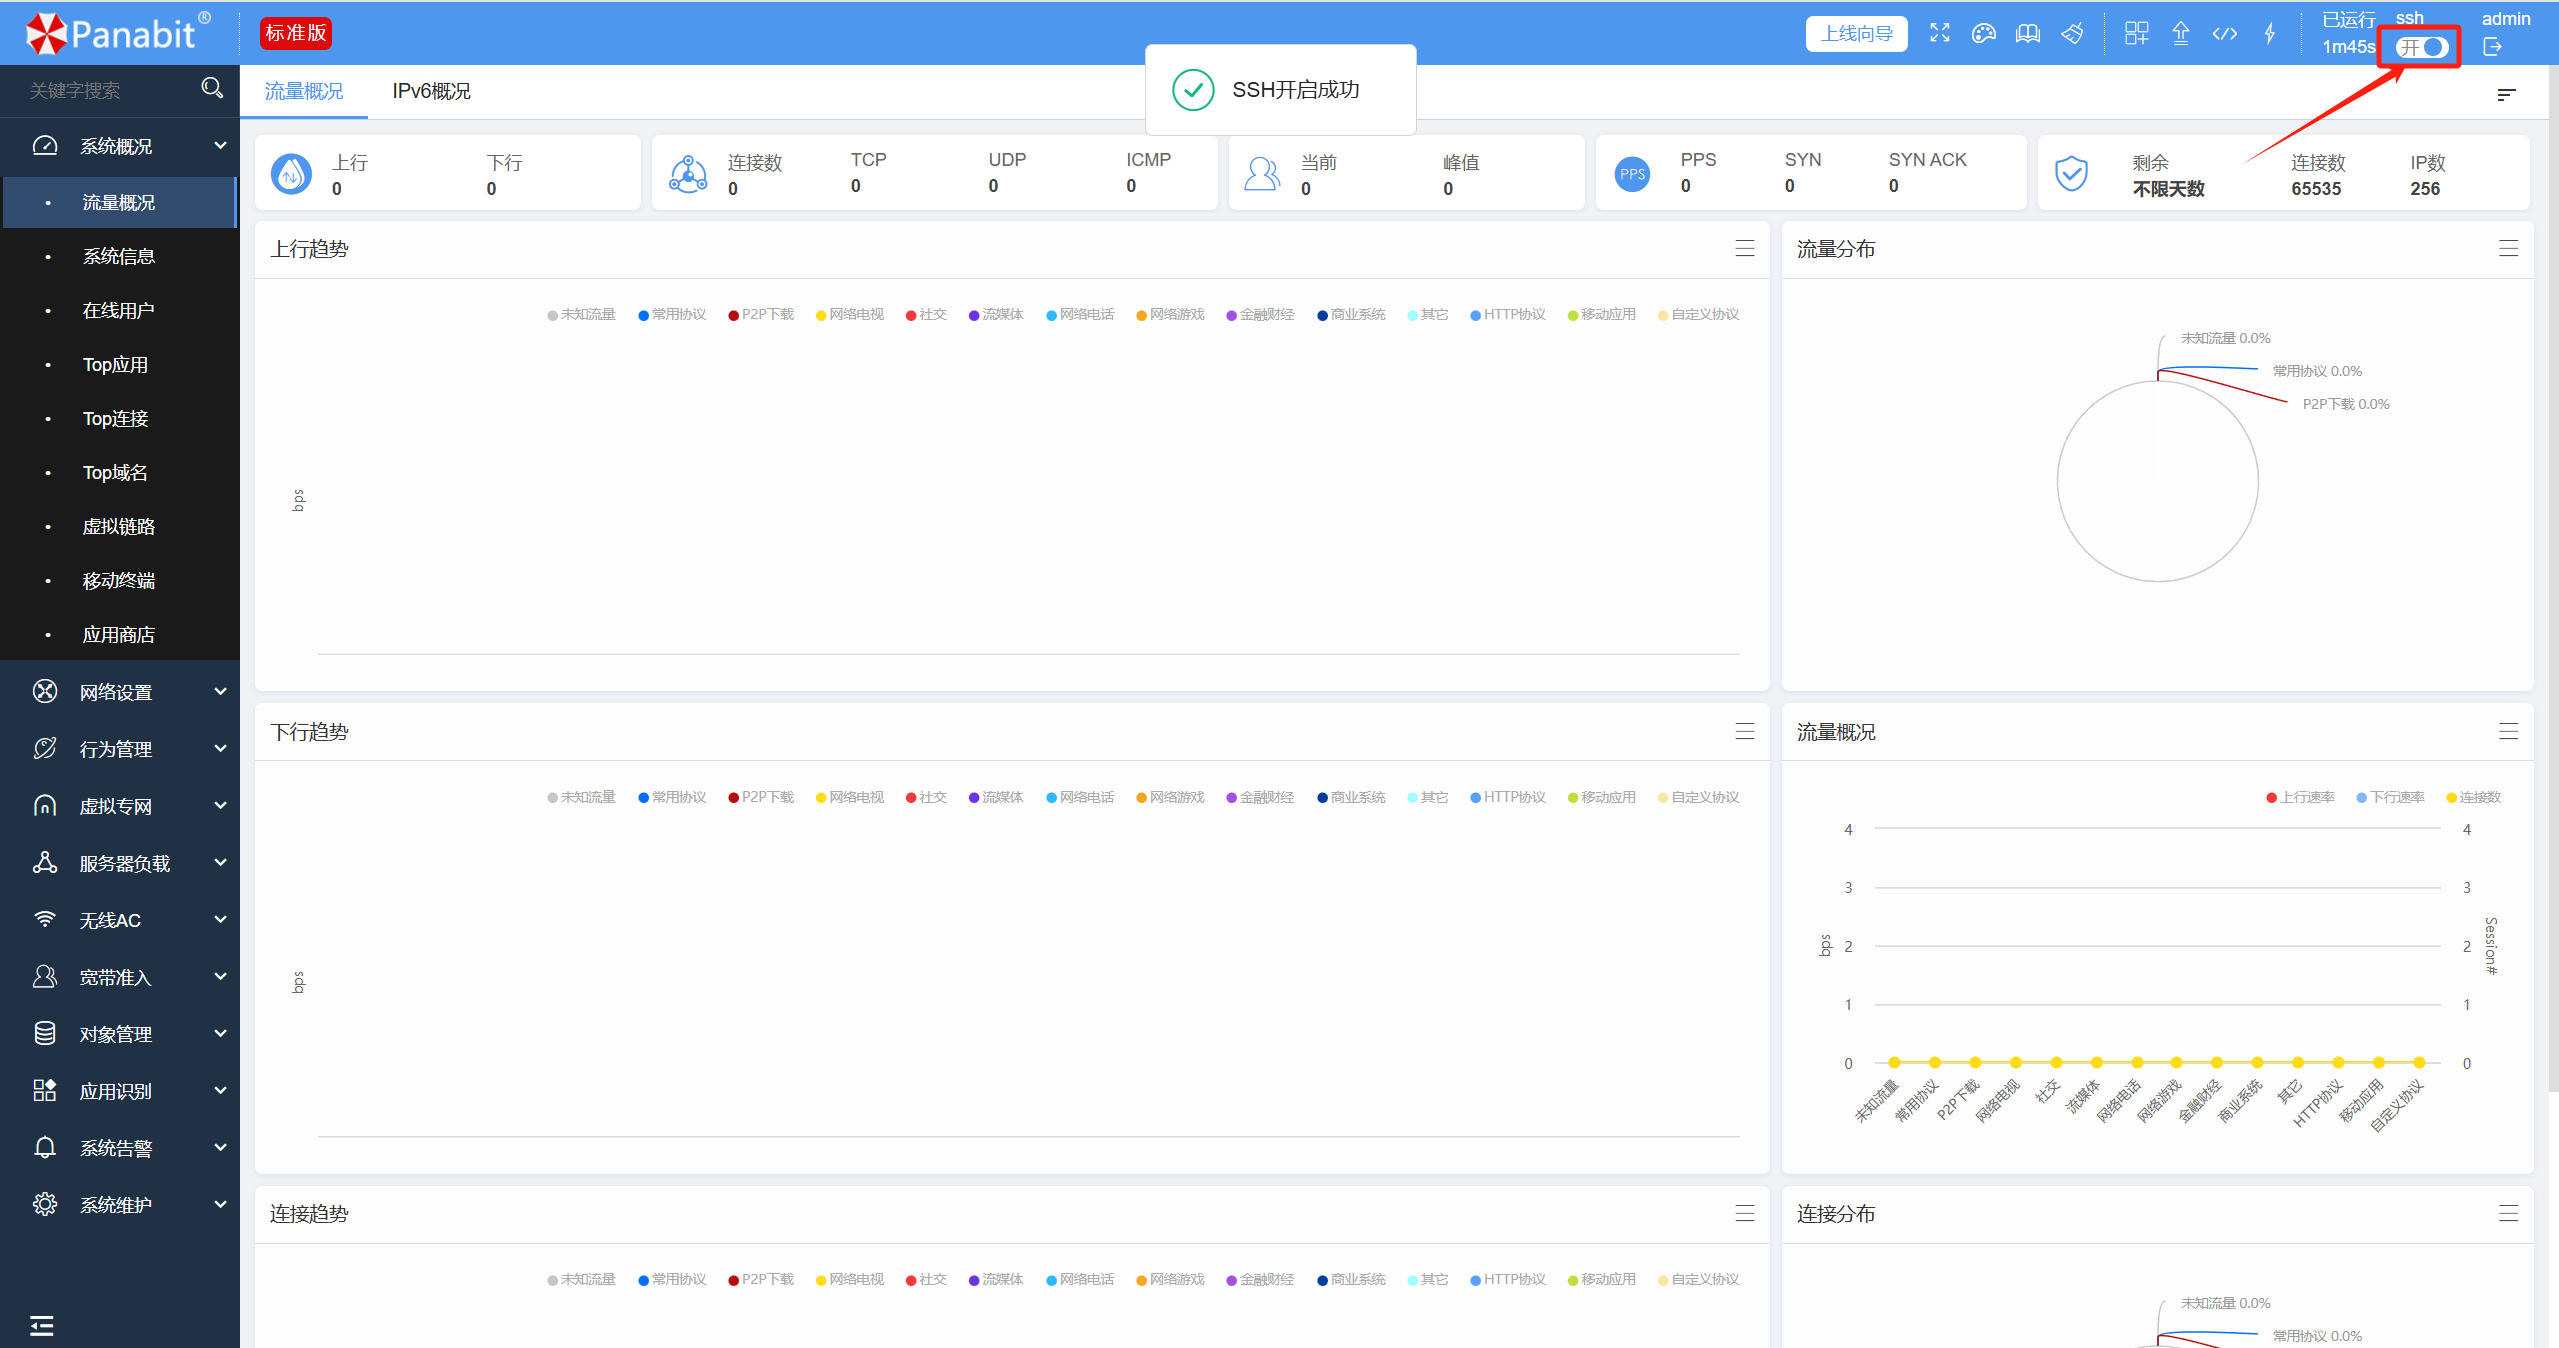 Panabit®
标准版
上线向导
已运行
1m45s
ssh
开
admin
SSH开启成功
关键字搜索
系统概况
流量概况
系统信息
在线用户
Top应用
Top连接
Top域名
虚拟链路
移动终端
应用商店
网络设置
行为管理
虚拟专网
服务器负载
无线AC
宽带准入
对象管理
应用识别
系统告警
系统维护
流量概况
IPv6概况
上行 下行
0 0
连接数 TCP UDP ICMP
0 0 0 0
当前 峰值
0 0
PPS
PPS SYN SYN ACK
0 0 0
剩余 连接数 IP数
不限天数 65535 256
上行趋势
未知流量 常用协议 P2P下载 网络电视 社交 流媒体 网络电话 网络游戏 金融财经 商业系统 其它 HTTP协议 移动应用 自定义协议
bps
流量分布
未知流量 0.0%
常用协议 0.0%
P2P下载 0.0%
下行趋势
未知流量 常用协议 P2P下载 网络电视 社交 流媒体 网络电话 网络游戏 金融财经 商业系统 其它 HTTP协议 移动应用 自定义协议
bps
流量概况
上行速率 下行速率 连接数
4 4
3 3
2 2
1 1
0 0
bps
Session#
未知流量 常用协议 P2P下载 网络电视 社交 流媒体 网络电话 网络游戏 金融财经 商业系统 其它 HTTP协议 移动应用 自定义协议
连接趋势
未知流量 常用协议 P2P下载 网络电视 社交 流媒体 网络电话 网络游戏 金融财经 商业系统 其它 HTTP协议 移动应用 自定义协议
连接分布
未知流量 0.0%
常用协议 0.0%